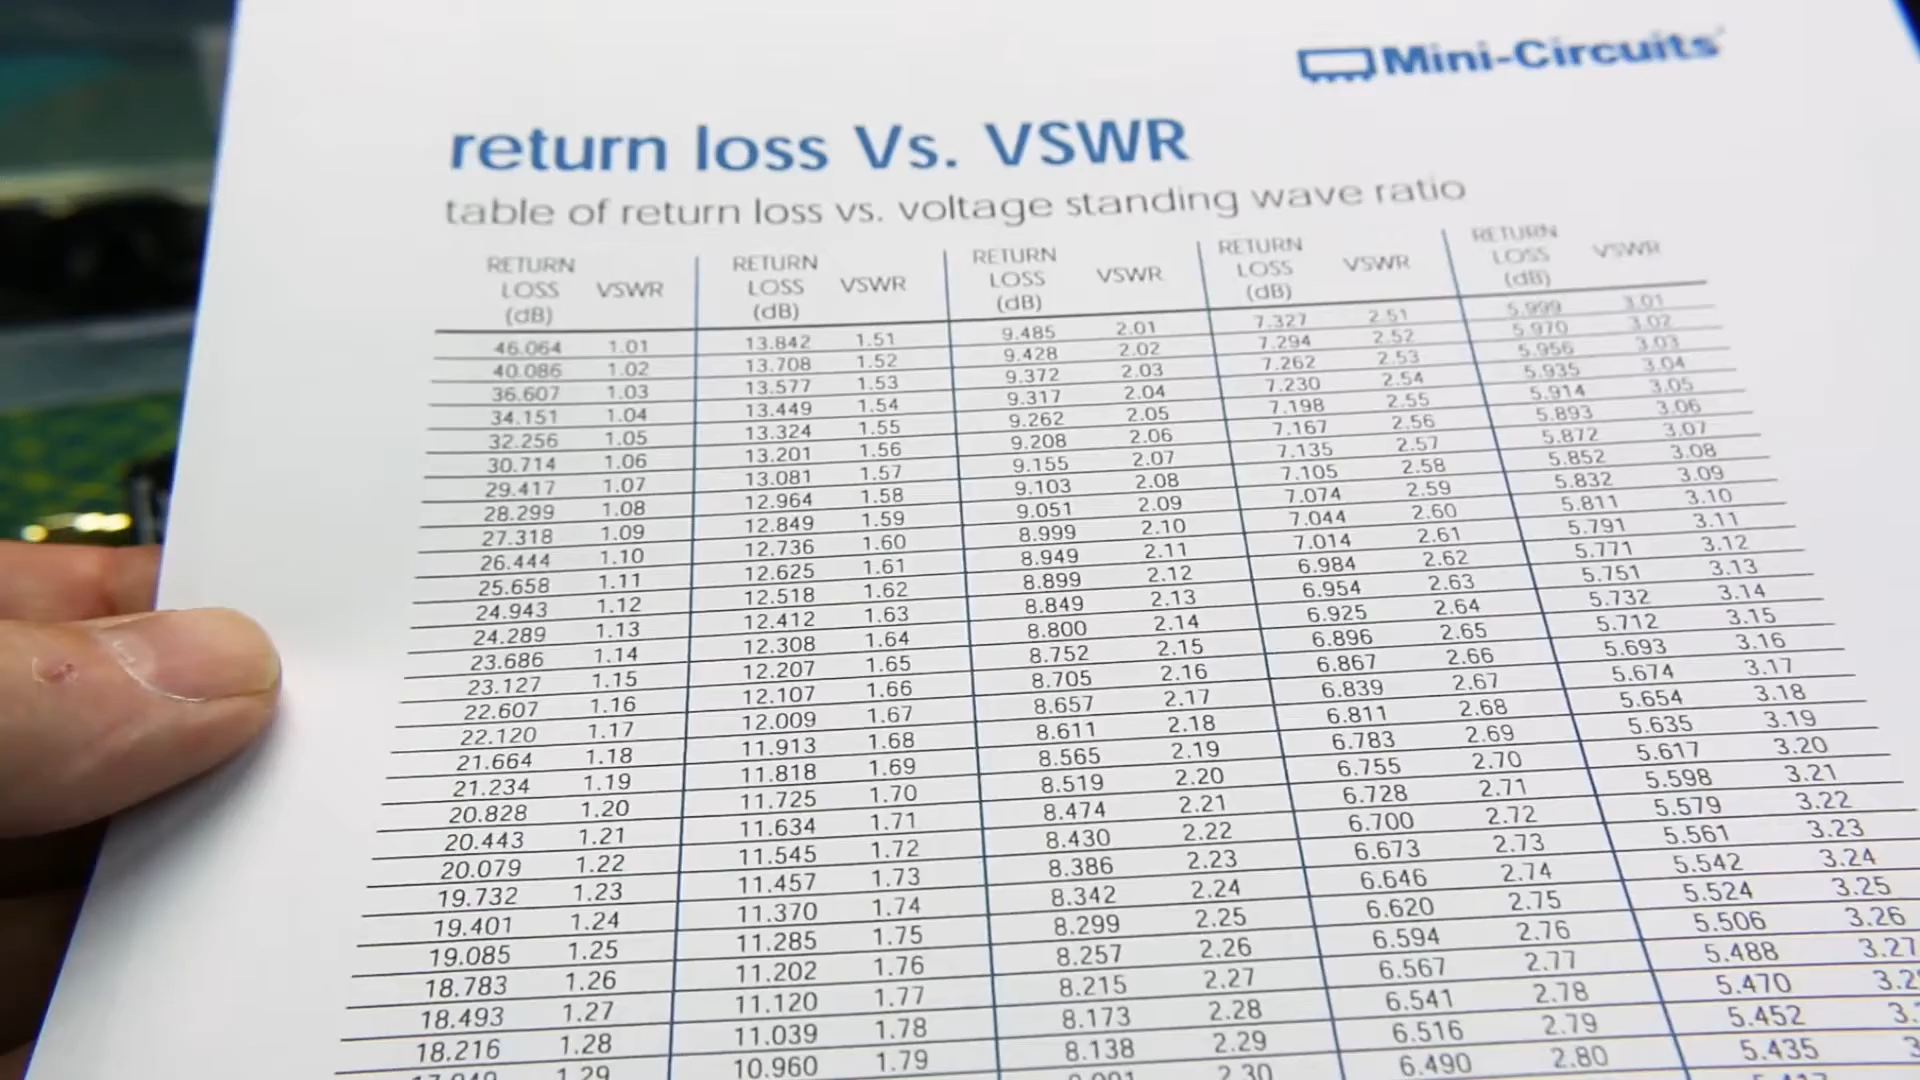 Mini-Circuits
return loss Vs. VSWR
table of return loss vs. voltage standing wave ratio
RETURN LOSS (dB) VSWR RETURN LOSS (dB) VSWR RETURN LOSS (dB) VSWR RETURN LOSS (dB) VSWR RETURN LOSS (dB) VSWR
46.064 1.01 13.842 1.51 9.485 2.01 7.327 2.51 5.999 3.01
40.086 1.02 13.708 1.52 9.428 2.02 7.294 2.52 5.970 3.02
36.607 1.03 13.577 1.53 9.372 2.03 7.262 2.53 5.956 3.03
34.151 1.04 13.449 1.54 9.317 2.04 7.230 2.54 5.935 3.04
32.256 1.05 13.324 1.55 9.262 2.05 7.198 2.55 5.914 3.05
30.714 1.06 13.201 1.56 9.208 2.06 7.167 2.56 5.893 3.06
29.417 1.07 13.081 1.57 9.155 2.07 7.135 2.57 5.872 3.07
28.299 1.08 12.964 1.58 9.103 2.08 7.105 2.58 5.852 3.08
27.318 1.09 12.849 1.59 9.051 2.09 7.074 2.59 5.832 3.09
26.444 1.10 12.736 1.60 8.999 2.10 7.044 2.60 5.811 3.10
25.658 1.11 12.625 1.61 8.949 2.11 7.014 2.61 5.791 3.11
24.943 1.12 12.518 1.62 8.899 2.12 6.984 2.62 5.771 3.12
24.289 1.13 12.412 1.63 8.849 2.13 6.954 2.63 5.751 3.13
23.686 1.14 12.308 1.64 8.800 2.14 6.925 2.64 5.732 3.14
23.127 1.15 12.207 1.65 8.752 2.15 6.896 2.65 5.712 3.15
22.607 1.16 12.107 1.66 8.705 2.16 6.867 2.66 5.693 3.16
22.120 1.17 12.009 1.67 8.657 2.17 6.839 2.67 5.674 3.17
21.664 1.18 11.913 1.68 8.611 2.18 6.811 2.68 5.654 3.18
21.234 1.19 11.818 1.69 8.565 2.19 6.783 2.69 5.635 3.19
20.828 1.20 11.725 1.70 8.519 2.20 6.755 2.70 5.617 3.20
20.443 1.21 11.634 1.71 8.474 2.21 6.728 2.71 5.598 3.21
20.079 1.22 11.545 1.72 8.430 2.22 6.700 2.72 5.579 3.22
19.732 1.23 11.457 1.73 8.386 2.23 6.673 2.73 5.561 3.23
19.401 1.24 11.370 1.74 8.342 2.24 6.646 2.74 5.542 3.24
19.085 1.25 11.285 1.75 8.299 2.25 6.620 2.75 5.524 3.25
18.783 1.26 11.202 1.76 8.257 2.26 6.594 2.76 5.506 3.26
18.493 1.27 11.120 1.77 8.215 2.27 6.567 2.77 5.488 3.27
18.216 1.28 11.039 1.78 8.173 2.28 6.541 2.78 5.470
1.29 10.960 1.79 8.138 2.29 6.516 2.79 5.452
2.30 6.490 2.80 5.435